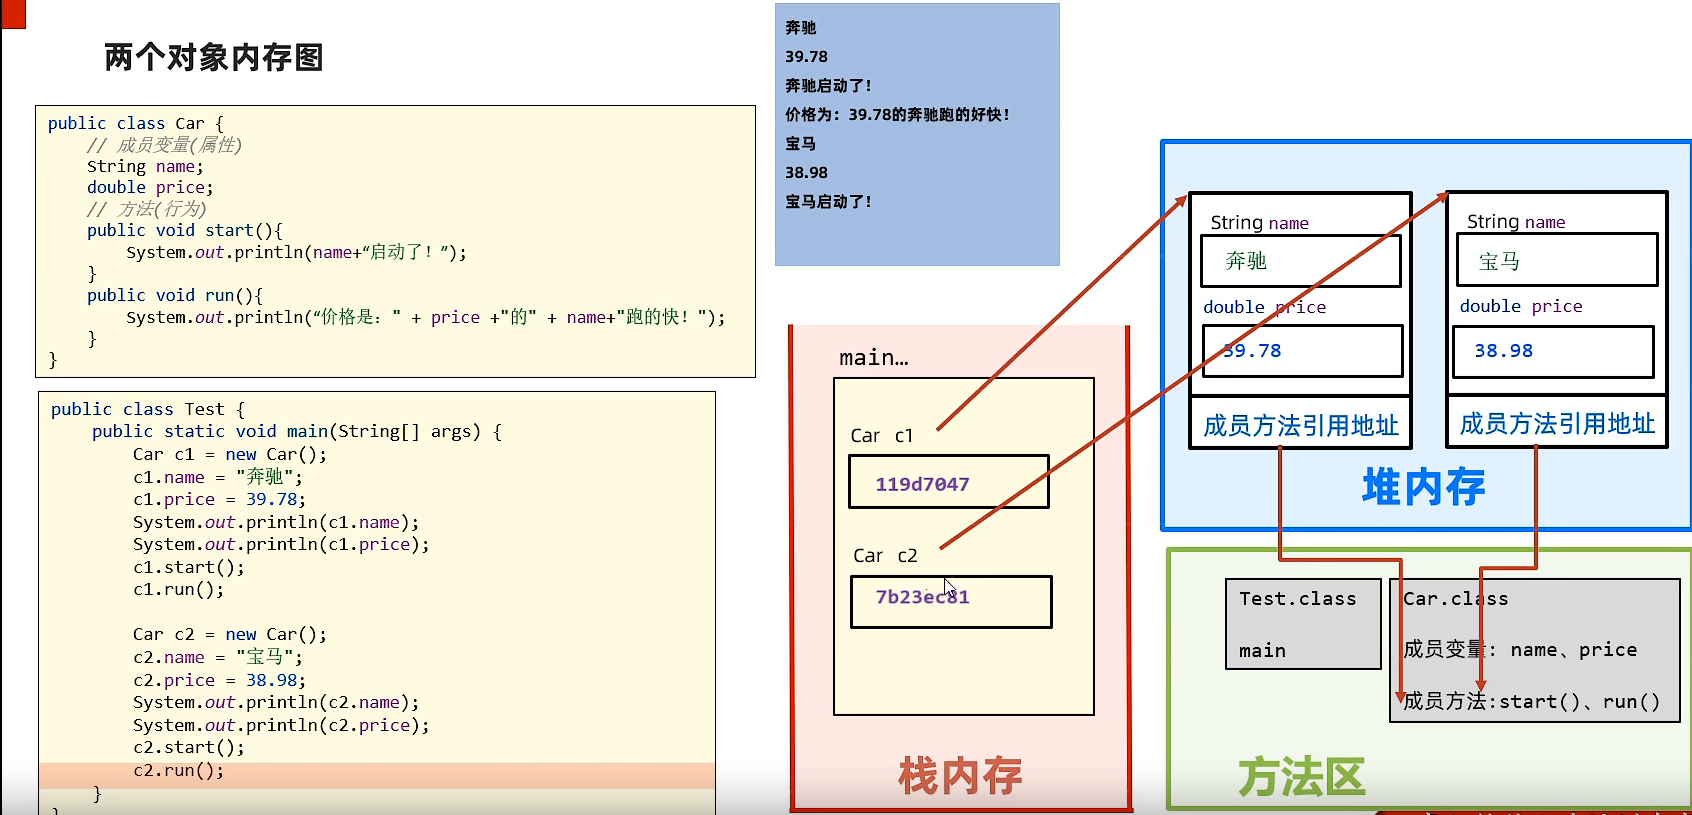 两个对象内存图
public class Car {
// 成员变量(属性)
String name;
double price;
// 方法(行为)
public void start(){
System.out.println(name+“启动了！”);
}
public void run(){
System.out.println(“价格是：" + price +"的" + name+"跑的快！");
}
}
public class Test {
public static void main(String[] args) {
Car c1 = new Car();
c1.name = "奔驰";
c1.price = 39.78;
System.out.println(c1.name);
System.out.println(c1.price);
c1.start();
c1.run();
Car c2 = new Car();
c2.name = "宝马";
c2.price = 38.98;
System.out.println(c2.name);
System.out.println(c2.price);
c2.start();
c2.run();
}
奔驰
39.78
奔驰启动了！
价格为：39.78的奔驰跑的好快！
宝马
38.98
宝马启动了！
main…
Car c1
119d7047
Car c2
7b23ec81
栈内存
String name
奔驰
double price
39.78
成员方法引用地址
String name
宝马
double price
38.98
成员方法引用地址
堆内存
Test.class
main
Car.class
成员变量: name、price
成员方法:start()、run()
方法区